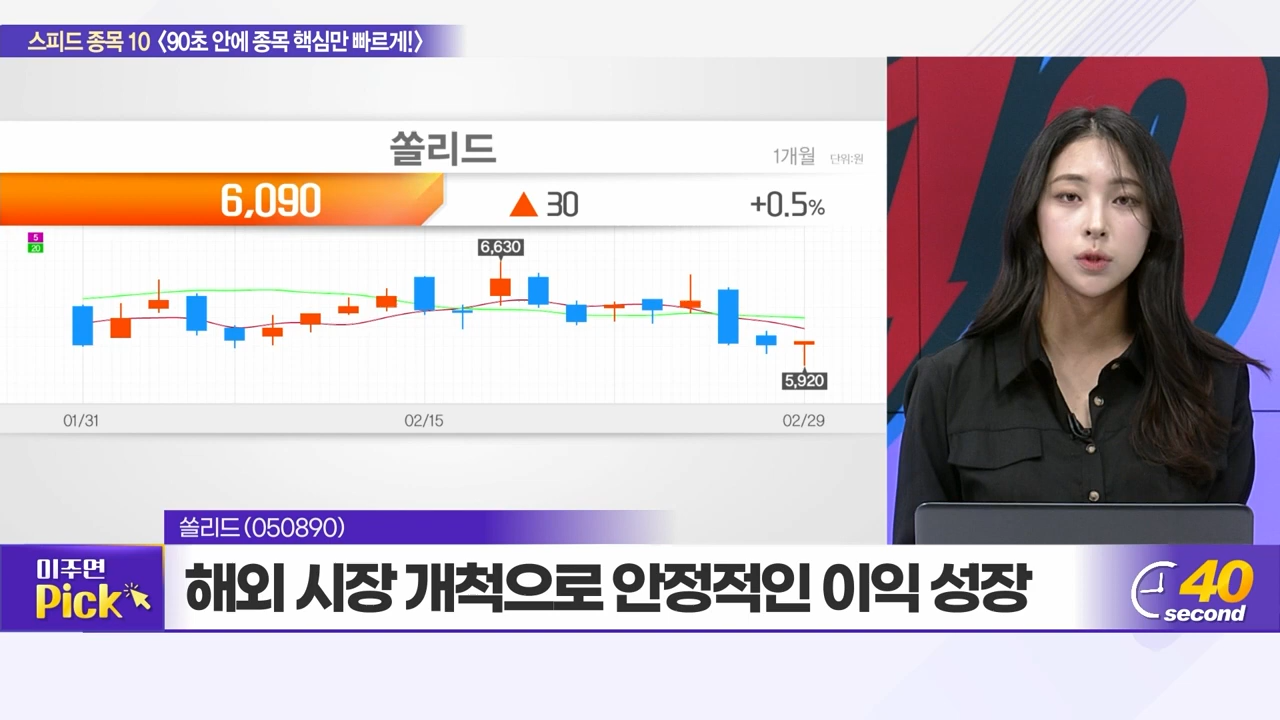 스피드 종목 10 〈90초 안에 종목 핵심만 빠르게!〉
쏠리드
1개월 단위:원
6,090 ▲ 30 +0.5%
5
20
6,630
5,920
01/31 02/15 02/29
쏠리드(050890)
미주면
Pick
해외 시장 개척으로 안정적인 이익 성장
40
second
10